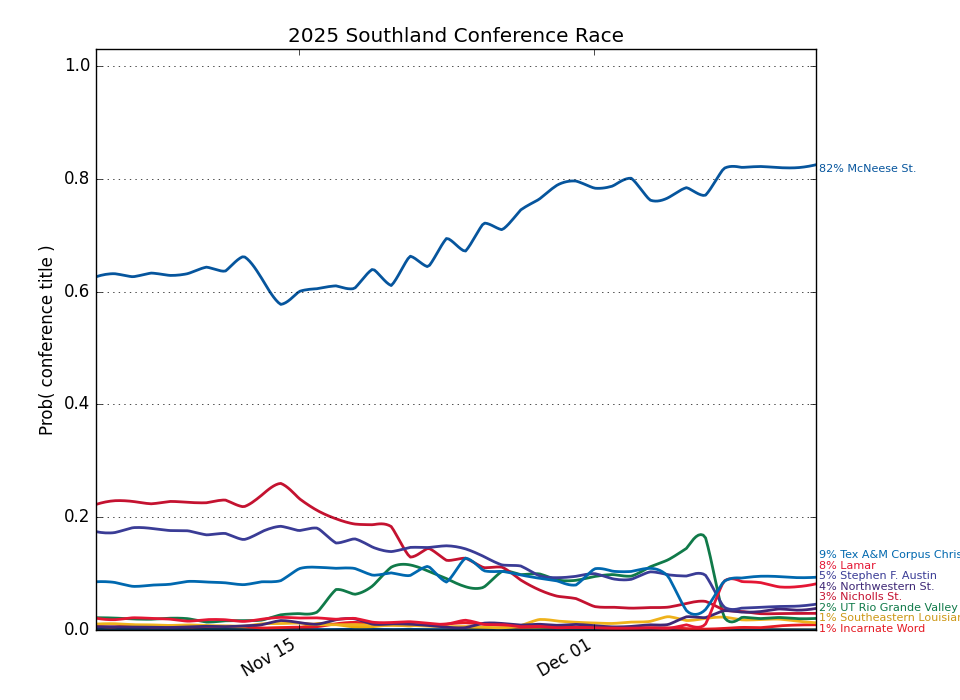 2025 Southland Conference Race
Prob( conference title )
1.0
0.8
0.6
0.4
0.2
0.0
Nov 15
Dec 01
82% McNeese St.
9% Tex A&M Corpus Chris
8% Lamar
5% Stephen F. Austin
4% Northwestern St.
3% Nicholls St.
2% UT Rio Grande Valley
1% Southeastern Louisian
1% Incarnate Word